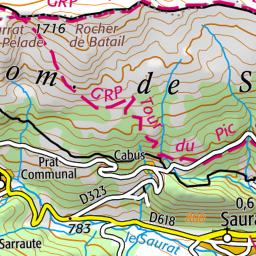 GRP
rrat
1716
Rocher
Pelade
de Batail
om. de S
GRP
Tour
du Pic
Cabus
Prat
Communal
D323
0,6
D618
Saura
783
le Saurat
Sarraute